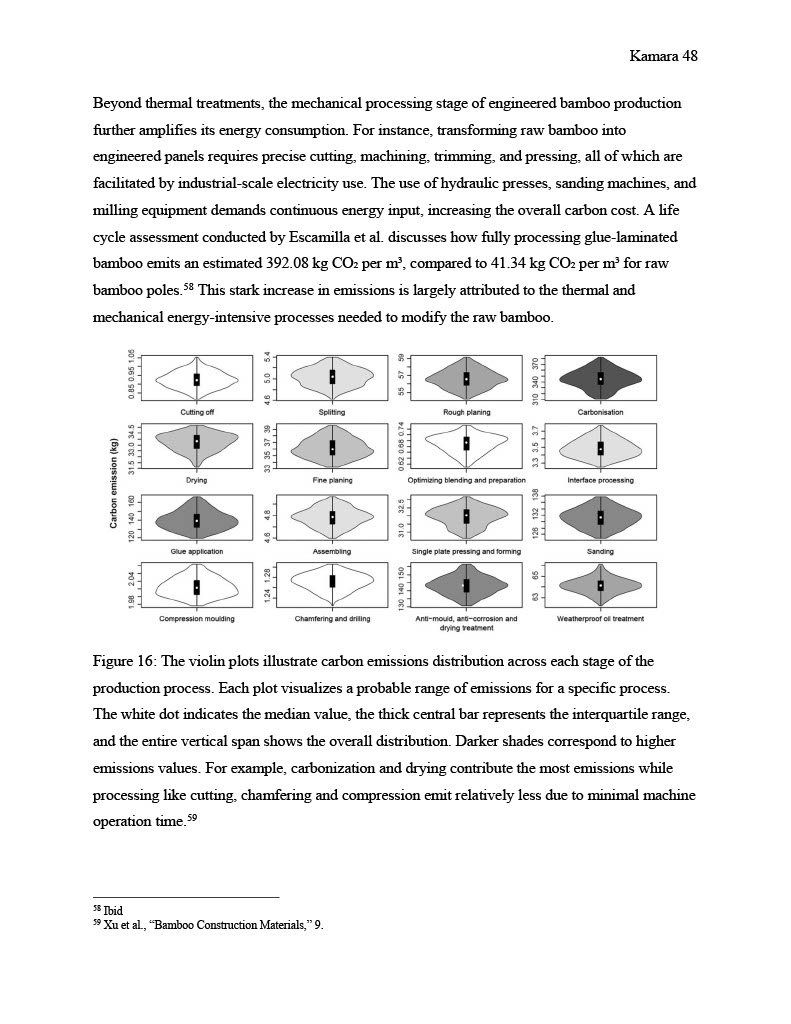 Kamara 48
Beyond thermal treatments, the mechanical processing stage of engineered bamboo production
further amplifies its energy consumption. For instance, transforming raw bamboo into
engineered panels requires precise cutting, machining, trimming, and pressing, all of which are
facilitated by industrial-scale electricity use. The use of hydraulic presses, sanding machines, and
milling equipment demands continuous energy input, increasing the overall carbon cost. A life
cycle assessment conducted by Escamilla et al. discusses how fully processing glue-laminated
bamboo emits an estimated 392.08 kg CO₂ per m³, compared to 41.34 kg CO₂ per m³ for raw
bamboo poles.⁵⁸ This stark increase in emissions is largely attributed to the thermal and
mechanical energy-intensive processes needed to modify the raw bamboo.
Carbon emission (kg)
0.85 0.95 1.05
Cutting off
4.6 5.0 5.4
Splitting
55 57 59
Rough planing
310 340 370
Carbonisation
31.5 33.0 34.5
Drying
33 35 37 39
Fine planing
0.62 0.68 0.74
Optimizing blending and preparation
3.3 3.5 3.7
Interface processing
120 140 160
Glue application
4.6 4.8
Assembling
31.0 32.5
Single plate pressing and forming
126 132 138
Sanding
1.98 2.04
Compression moulding
1.24 1.28
Chamfering and drilling
130 140 150
Anti-mould, anti-corrosion and
drying treatment
63 65
Weatherproof oil treatment
Figure 16: The violin plots illustrate carbon emissions distribution across each stage of the
production process. Each plot visualizes a probable range of emissions for a specific process.
The white dot indicates the median value, the thick central bar represents the interquartile range,
and the entire vertical span shows the overall distribution. Darker shades correspond to higher
emissions values. For example, carbonization and drying contribute the most emissions while
processing like cutting, chamfering and compression emit relatively less due to minimal machine
operation time.⁵⁹
⁵⁸ Ibid
⁵⁹ Xu et al., “Bamboo Construction Materials,” 9.